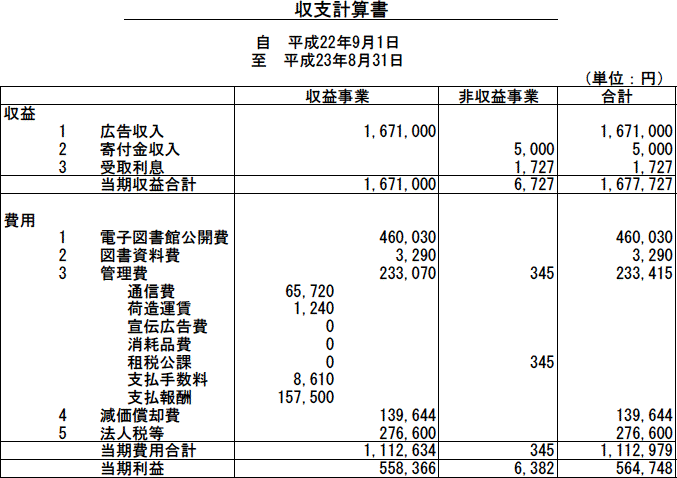 収支計算書
自 平成22年9月1日
至 平成23年8月31日
(単位:円)
収益事業 非収益事業 合計
収益
1 広告収入 1,671,000 1,671,000
2 寄付金収入 5,000 5,000
3 受取利息 1,727 1,727
当期収益合計 1,671,000 6,727 1,677,727
費用
1 電子図書館公開費 460,030 460,030
2 図書資料費 3,290 3,290
3 管理費 233,070 345 233,415
通信費 65,720
荷造運賃 1,240
宣伝広告費 0
消耗品費 0
租税公課 0 345
支払手数料 8,610
支払報酬 157,500
4 減価償却費 139,644 139,644
5 法人税等 276,600 276,600
当期費用合計 1,112,634 345 1,112,979
当期利益 558,366 6,382 564,748